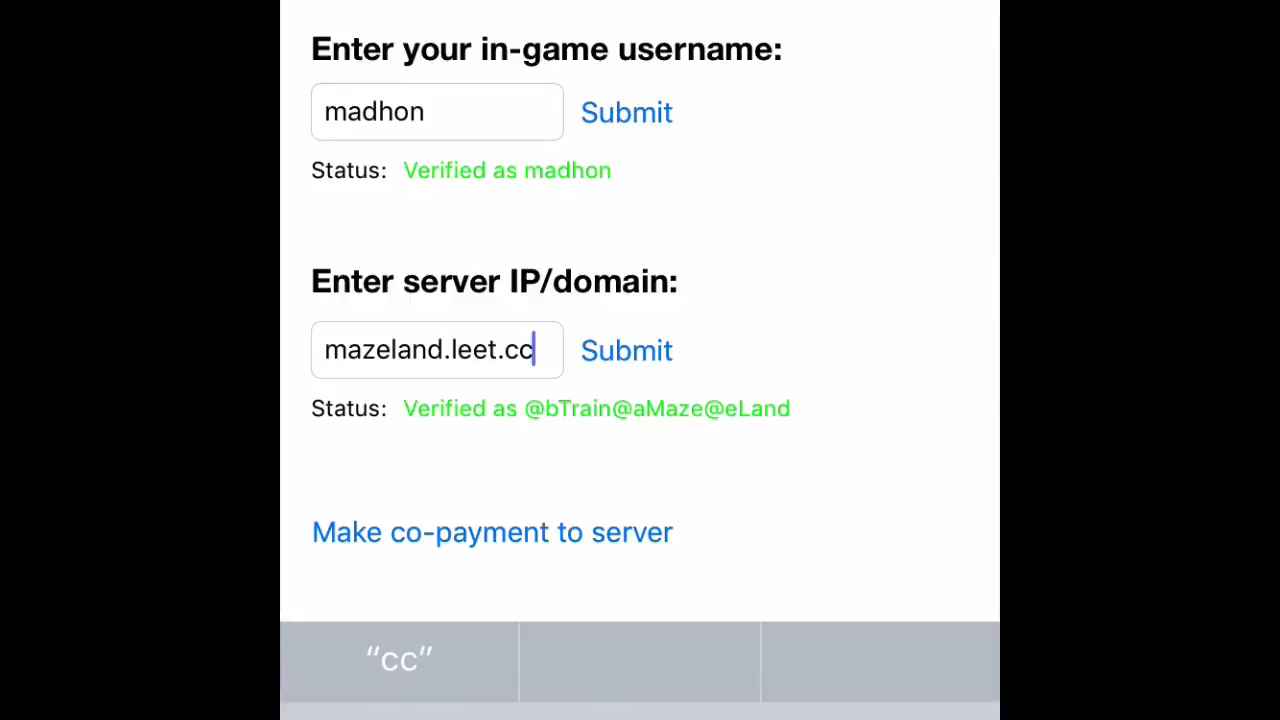 Enter your in-game username:
madhon Submit
Status: Verified as madhon
Enter server IP/domain:
mazeland.leet.cc Submit
Status: Verified as @bTrain@aMaze@eLand
Make co-payment to server
“cc”